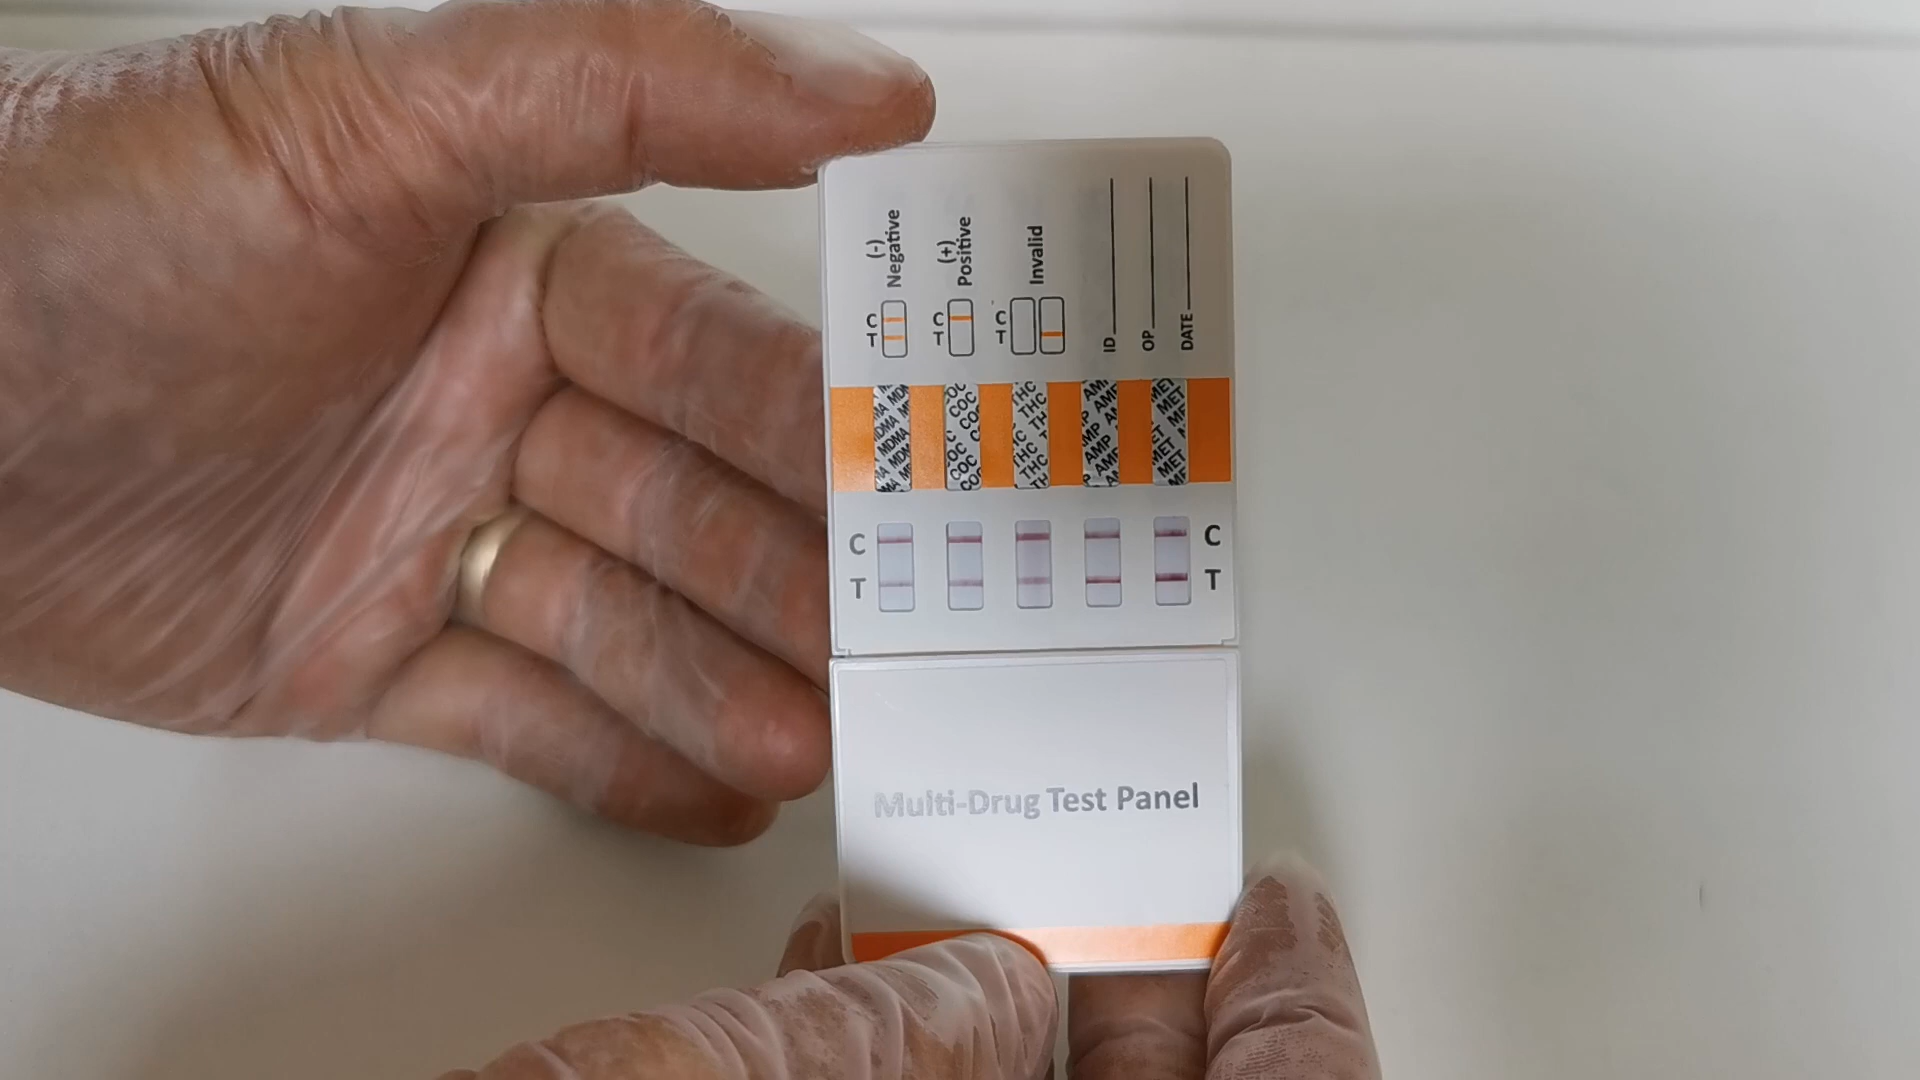 (-)
Negative
C
T
(+)
Positive
C
T
Invalid
C
T
ID
OP
DATE
MDMA
COC
THC
AMP
MET
C
T
C
T
Multi-Drug Test Panel